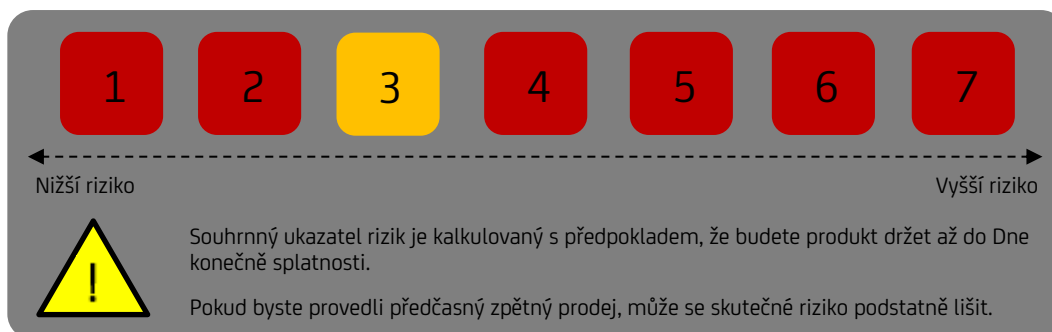 1 2 3 4 5 6 7
Nižší riziko Vyšší riziko
!
Souhrnný ukazatel rizik je kalkulovaný s předpokladem, že budete produkt držet až do Dne
konečně splatnosti.
Pokud byste provedli předčasný zpětný prodej, může se skutečné riziko podstatně lišit.